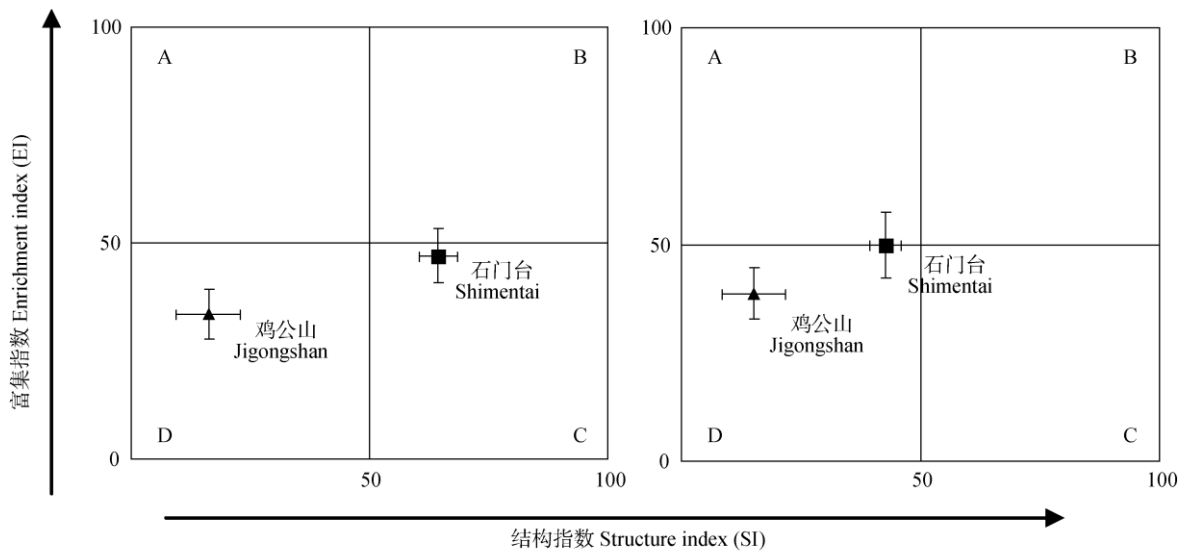 富集指数 Enrichment index (EI)
100
A
B
50
石门台
Shimentai
鸡公山
Jigongshan
D
C
0
50
100
100
A
B
50
石门台
Shimentai
鸡公山
Jigongshan
D
C
0
50
100
结构指数 Structure index (SI)